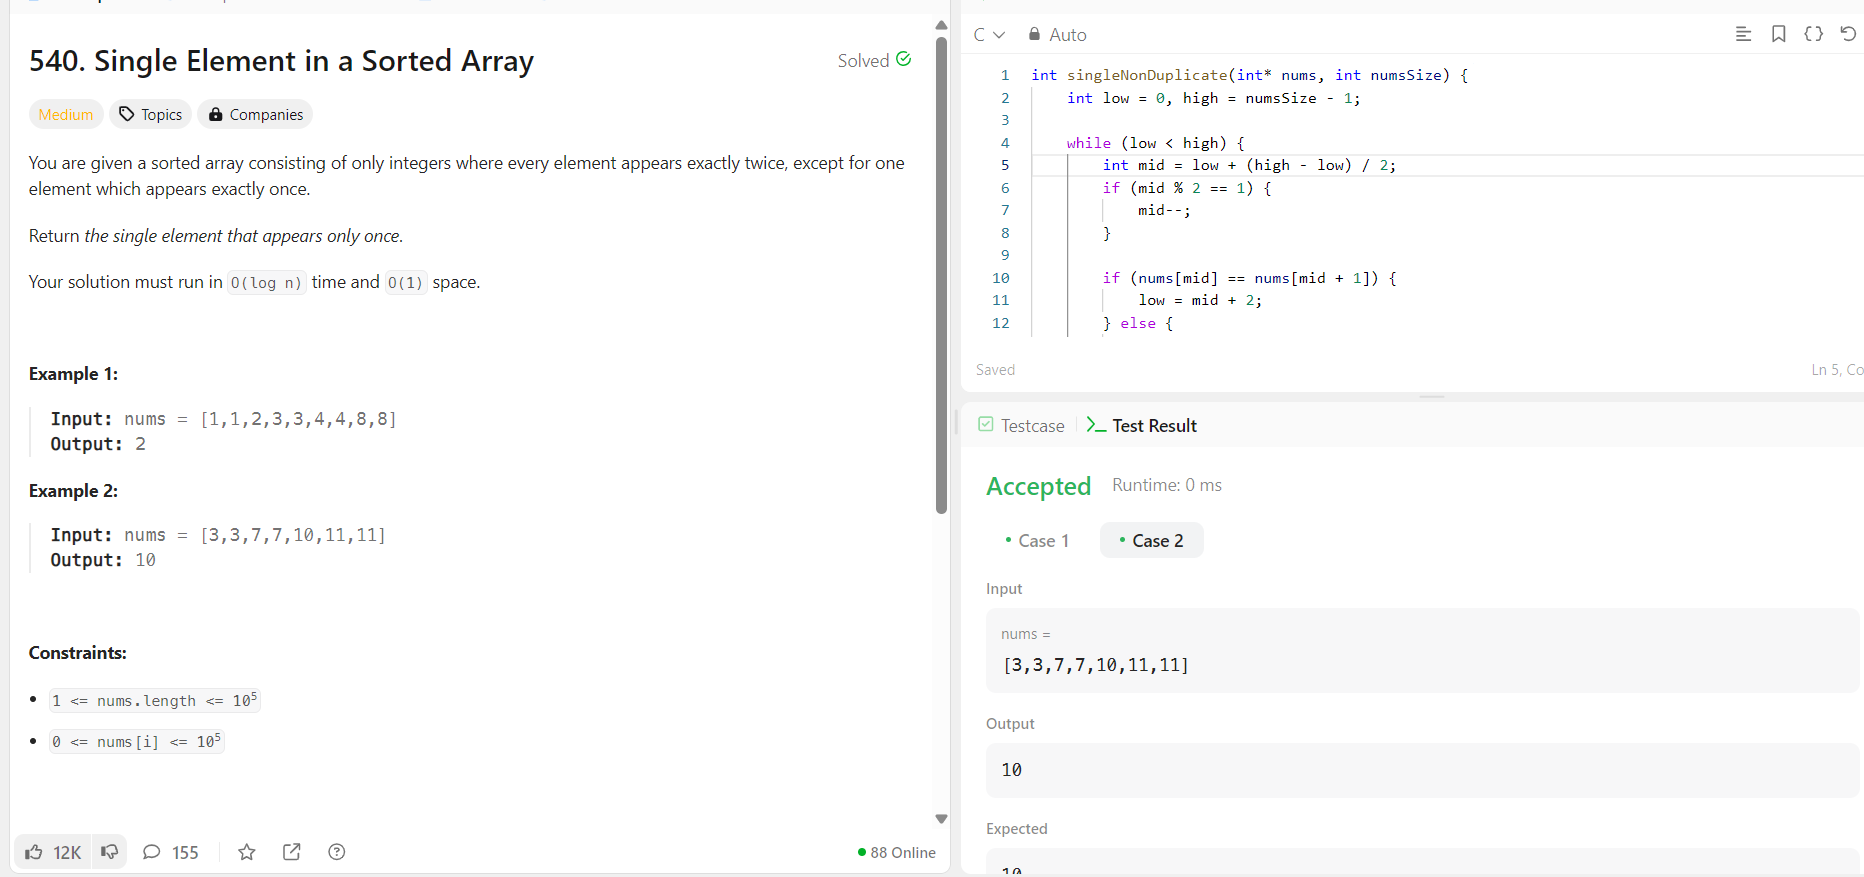 540. Single Element in a Sorted Array
Solved
Medium Topics Companies
You are given a sorted array consisting of only integers where every element appears exactly twice, except for one
element which appears exactly once.
Return the single element that appears only once.
Your solution must run in O(log n) time and O(1) space.
Example 1:
Input: nums = [1,1,2,3,3,4,4,8,8]
Output: 2
Example 2:
Input: nums = [3,3,7,7,10,11,11]
Output: 10
Constraints:
• 1 <= nums.length <= 10⁵
• 0 <= nums[i] <= 10⁵
12K 155
88 Online
C Auto
1 int singleNonDuplicate(int* nums, int numsSize) {
2 int low = 0, high = numsSize - 1;
3
4 while (low < high) {
5 int mid = low + (high - low) / 2;
6 if (mid % 2 == 1) {
7 mid--;
8 }
9
10 if (nums[mid] == nums[mid + 1]) {
11 low = mid + 2;
12 } else {
Saved
Ln 5, Co
Testcase Test Result
Accepted Runtime: 0 ms
• Case 1 • Case 2
Input
nums =
[3,3,7,7,10,11,11]
Output
10
Expected
10